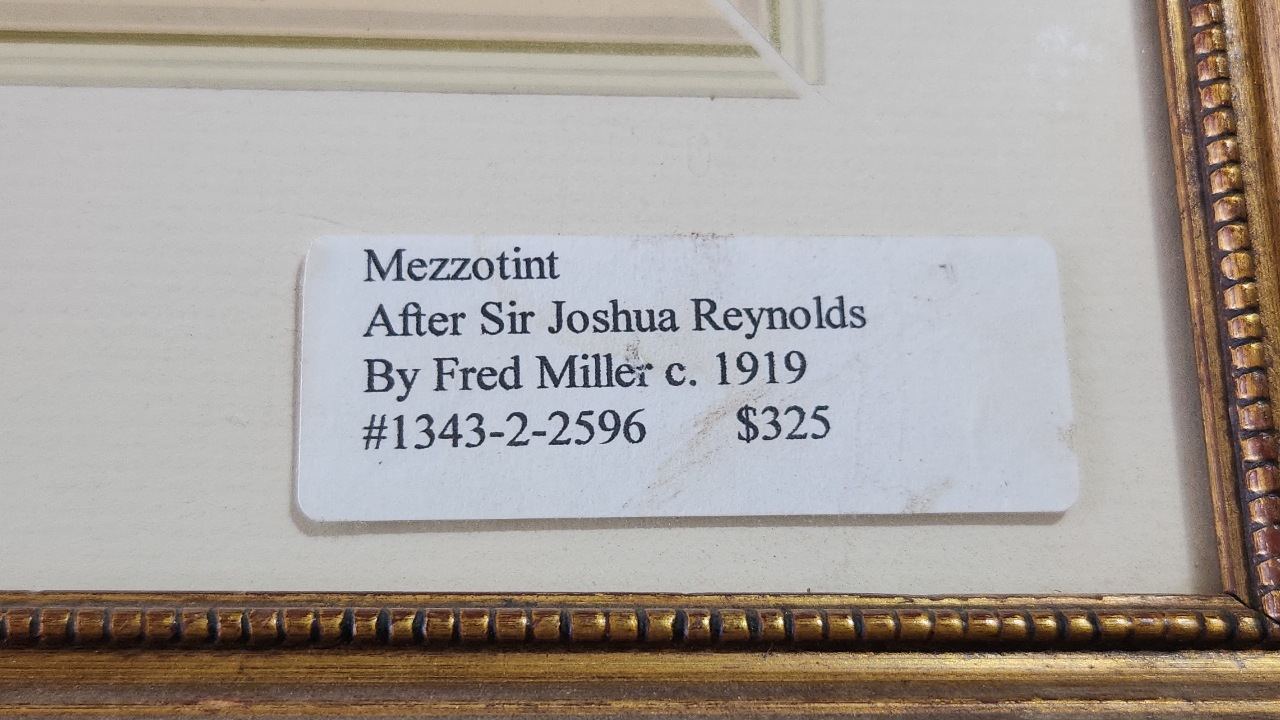 Mezzotint
After Sir Joshua Reynolds
By Fred Miller c. 1919
#1343-2-2596 $325